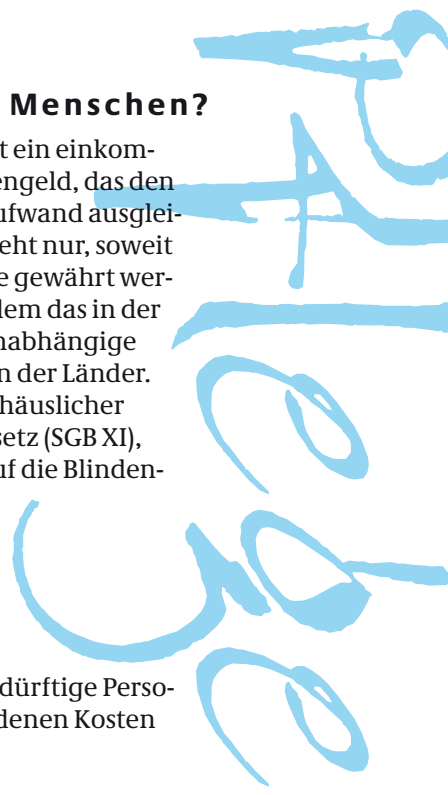 Menschen?
t ein einkom-
engeld, das den
ufwand ausglei-
eht nur, soweit
e gewährt wer-
lem das in der
nabhängige
n der Länder.
häuslicher
setz (SGB XI),
uf die Blinden-
dürftige Perso-
denen Kosten
Pflege